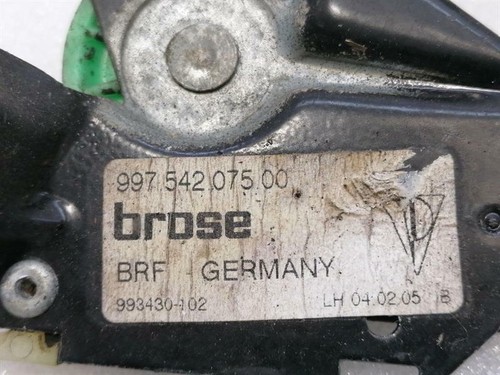 997 542 075 00
brose
BRF - GERMANY
993430-102 LH 04.02.05 B